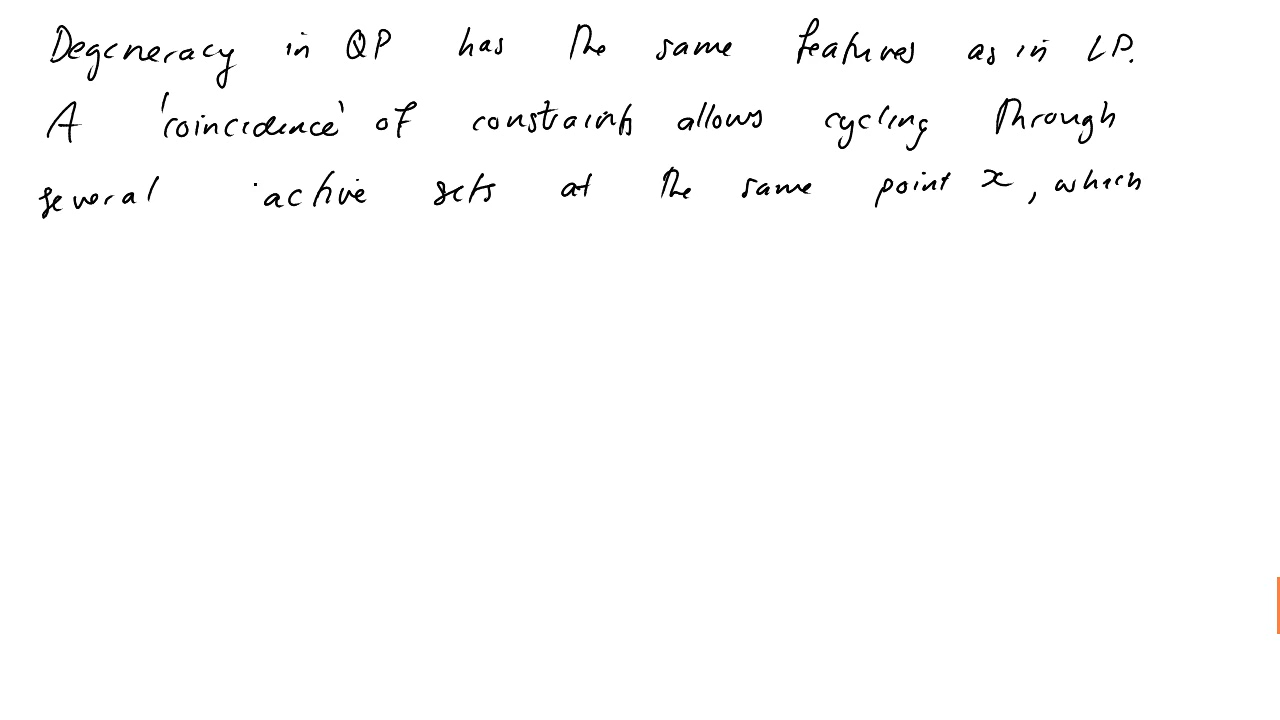 Degeneracy in QP has the same features as in LP.
A 'coincidence' of constraints allows cycling through
several active sets at the same point x, which